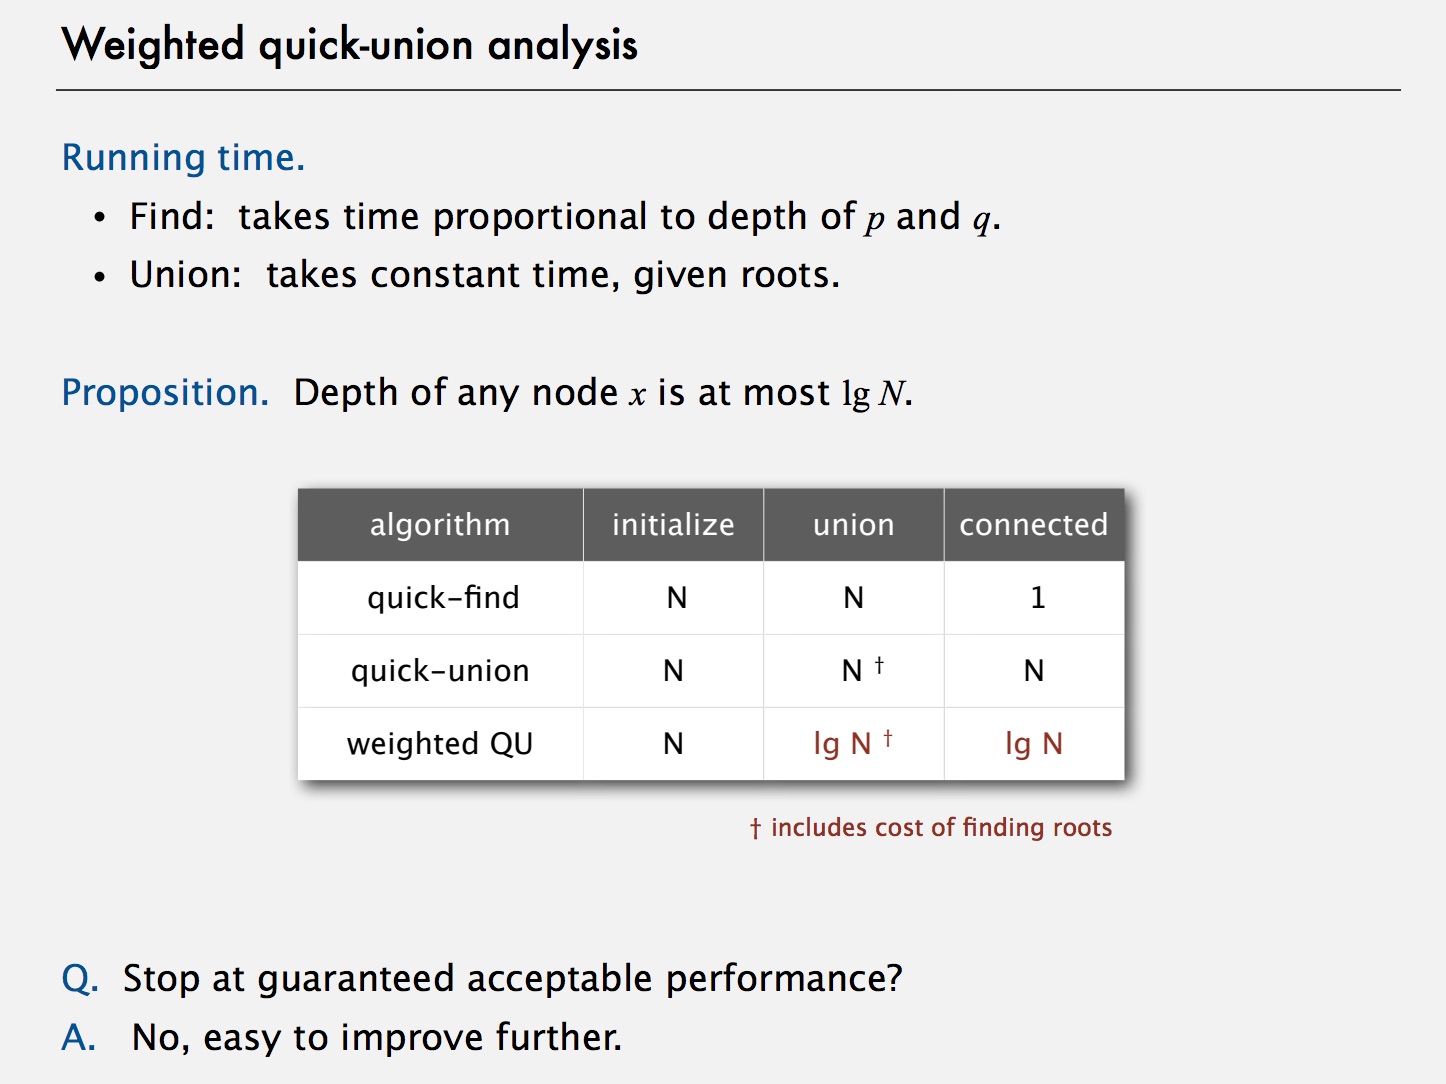 Weighted quick-union analysis
Running time.
• Find: takes time proportional to depth of p and q.
• Union: takes constant time, given roots.
Proposition. Depth of any node x is at most lg N.
algorithm initialize union connected
quick-find N N 1
quick-union N N † N
weighted QU N lg N † lg N
† includes cost of finding roots
Q. Stop at guaranteed acceptable performance?
A. No, easy to improve further.